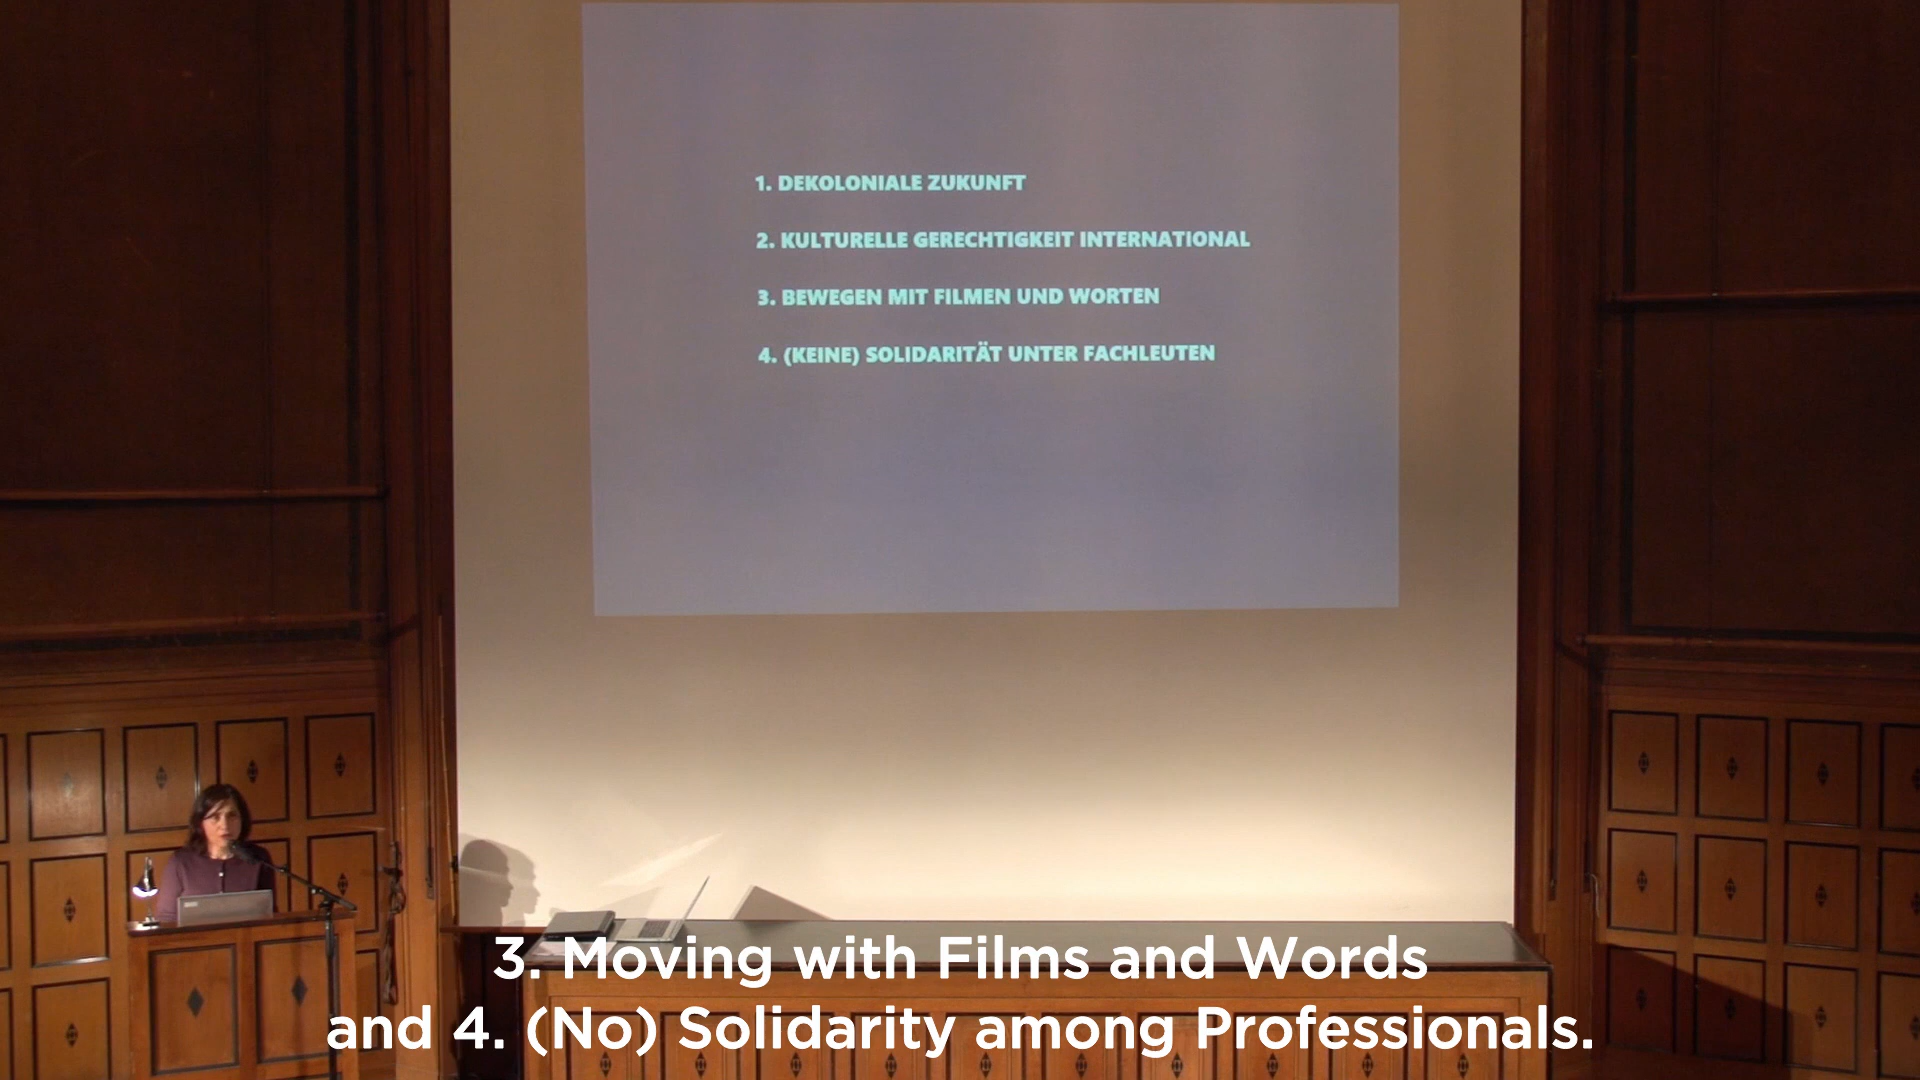 1. DEKOLONIALE ZUKUNFT
2. KULTURELLE GERECHTIGKEIT INTERNATIONAL
3. BEWEGEN MIT FILMEN UND WORTEN
4. (KEINE) SOLIDARITÄT UNTER FACHLEUTEN
3. Moving with Films and Words
and 4. (No) Solidarity among Professionals.